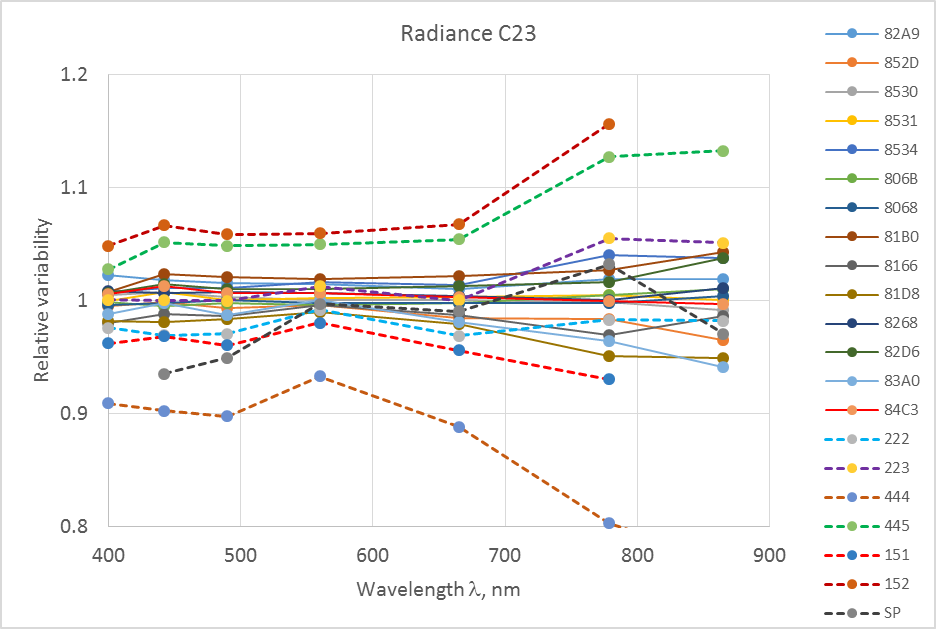 Radiance C23
1.2
1.1
1
0.9
0.8
Relative variability
400 500 600 700 800 900
Wavelength λ, nm
82A9
852D
8530
8531
8534
806B
8068
81B0
8166
81D8
8268
82D6
83A0
84C3
222
223
444
445
151
152
SP